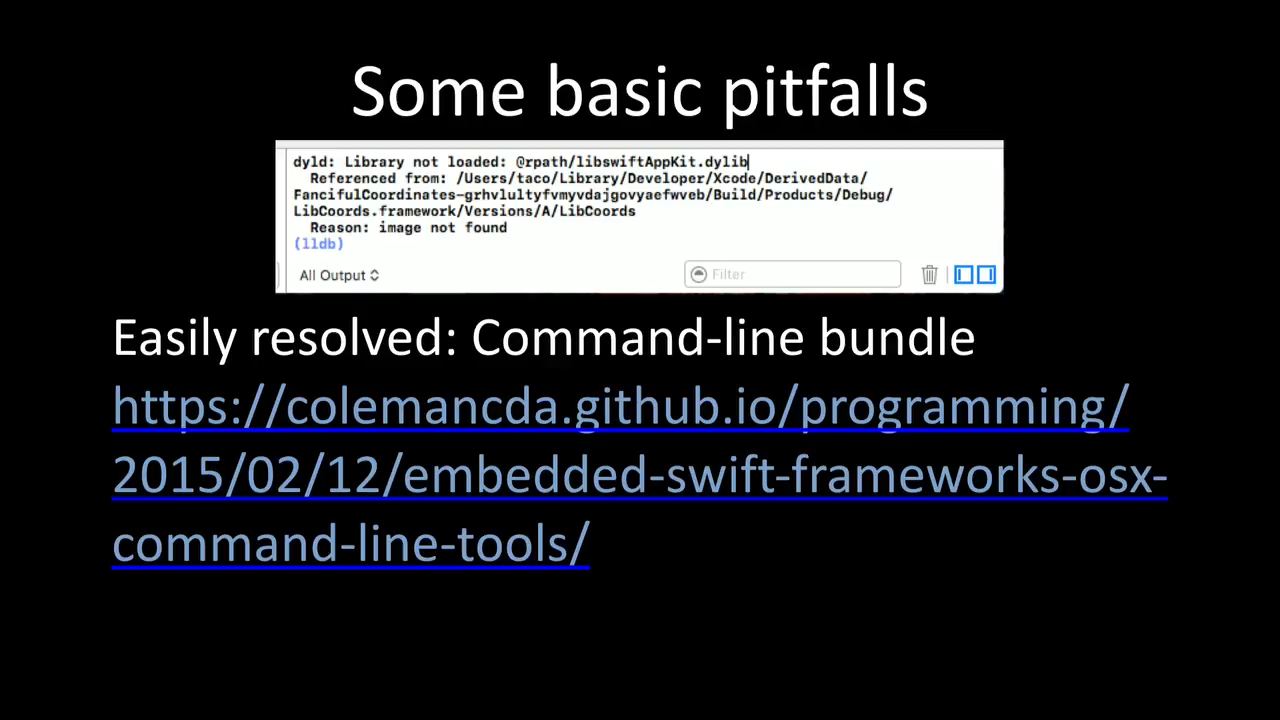 Some basic pitfalls
dyld: Library not loaded: @rpath/libswiftAppKit.dylib
Referenced from: /Users/taco/Library/Developer/Xcode/DerivedData/
FancifulCoordinates-grhvlultyfvmyvdajgovyaefwveb/Build/Products/Debug/
LibCoords.framework/Versions/A/LibCoords
Reason: image not found
(lldb)
All Output
Filter
Easily resolved: Command-line bundle
https://colemancda.github.io/programming/
2015/02/12/embedded-swift-frameworks-osx-
command-line-tools/